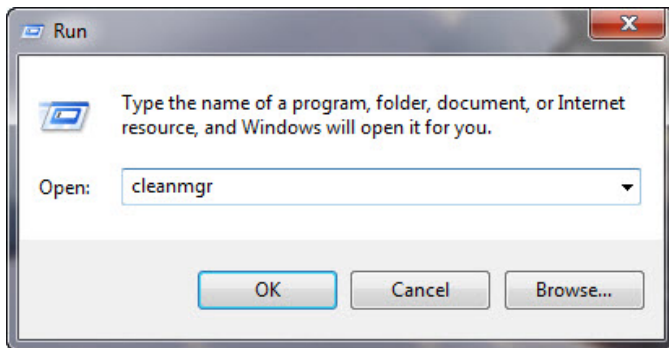 Run
Type the name of a program, folder, document, or Internet
resource, and Windows will open it for you.
Open: cleanmgr
OK Cancel Browse...